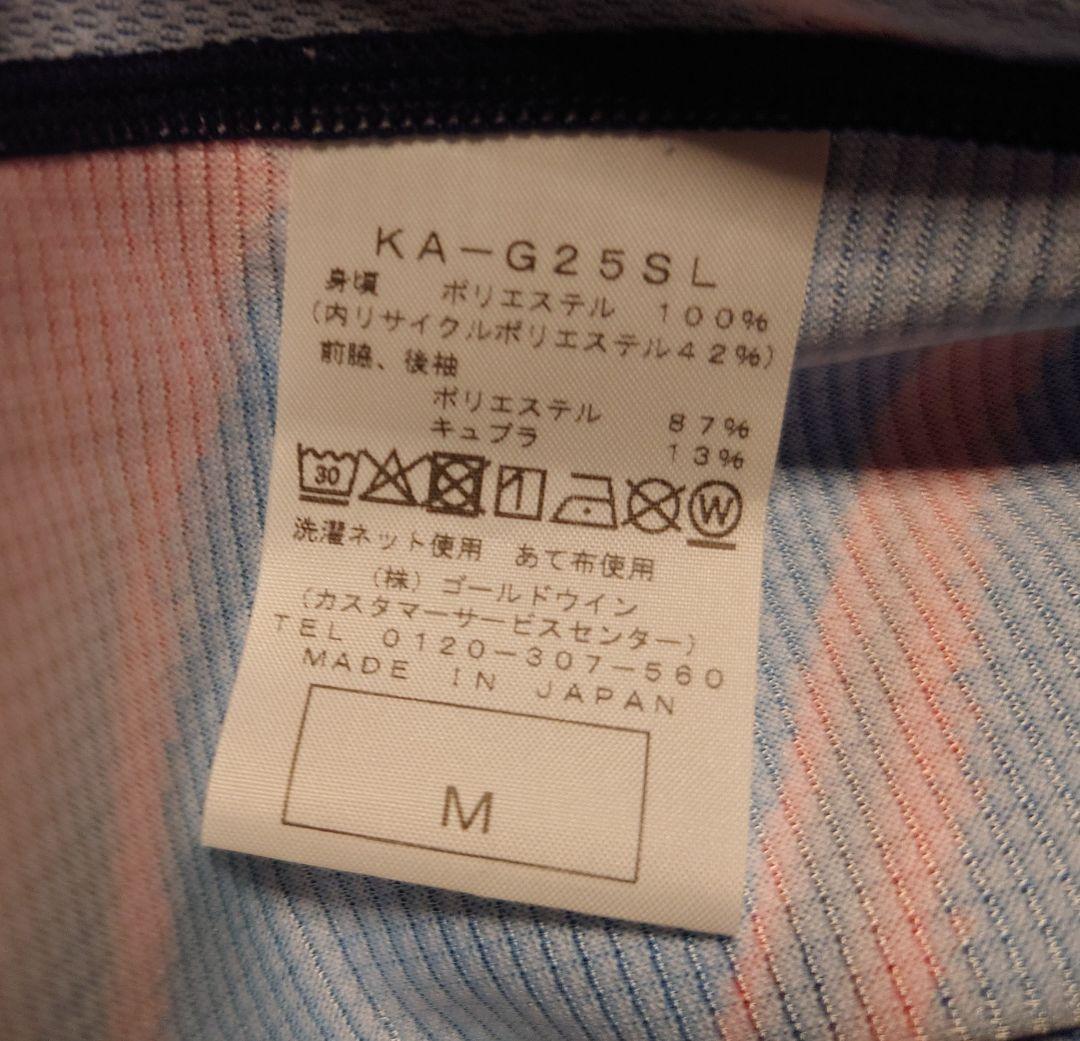 KA-G25SL
身頃 ポリエステル 100%
(内リサイクルポリエステル42%)
前脇、後袖
ポリエステル 87%
キュプラ 13%
30 W
洗濯ネット使用 あて布使用
(株)ゴールドウイン
(カスタマーサービスセンター)
TEL 0120-307-560
MADE IN JAPAN
M